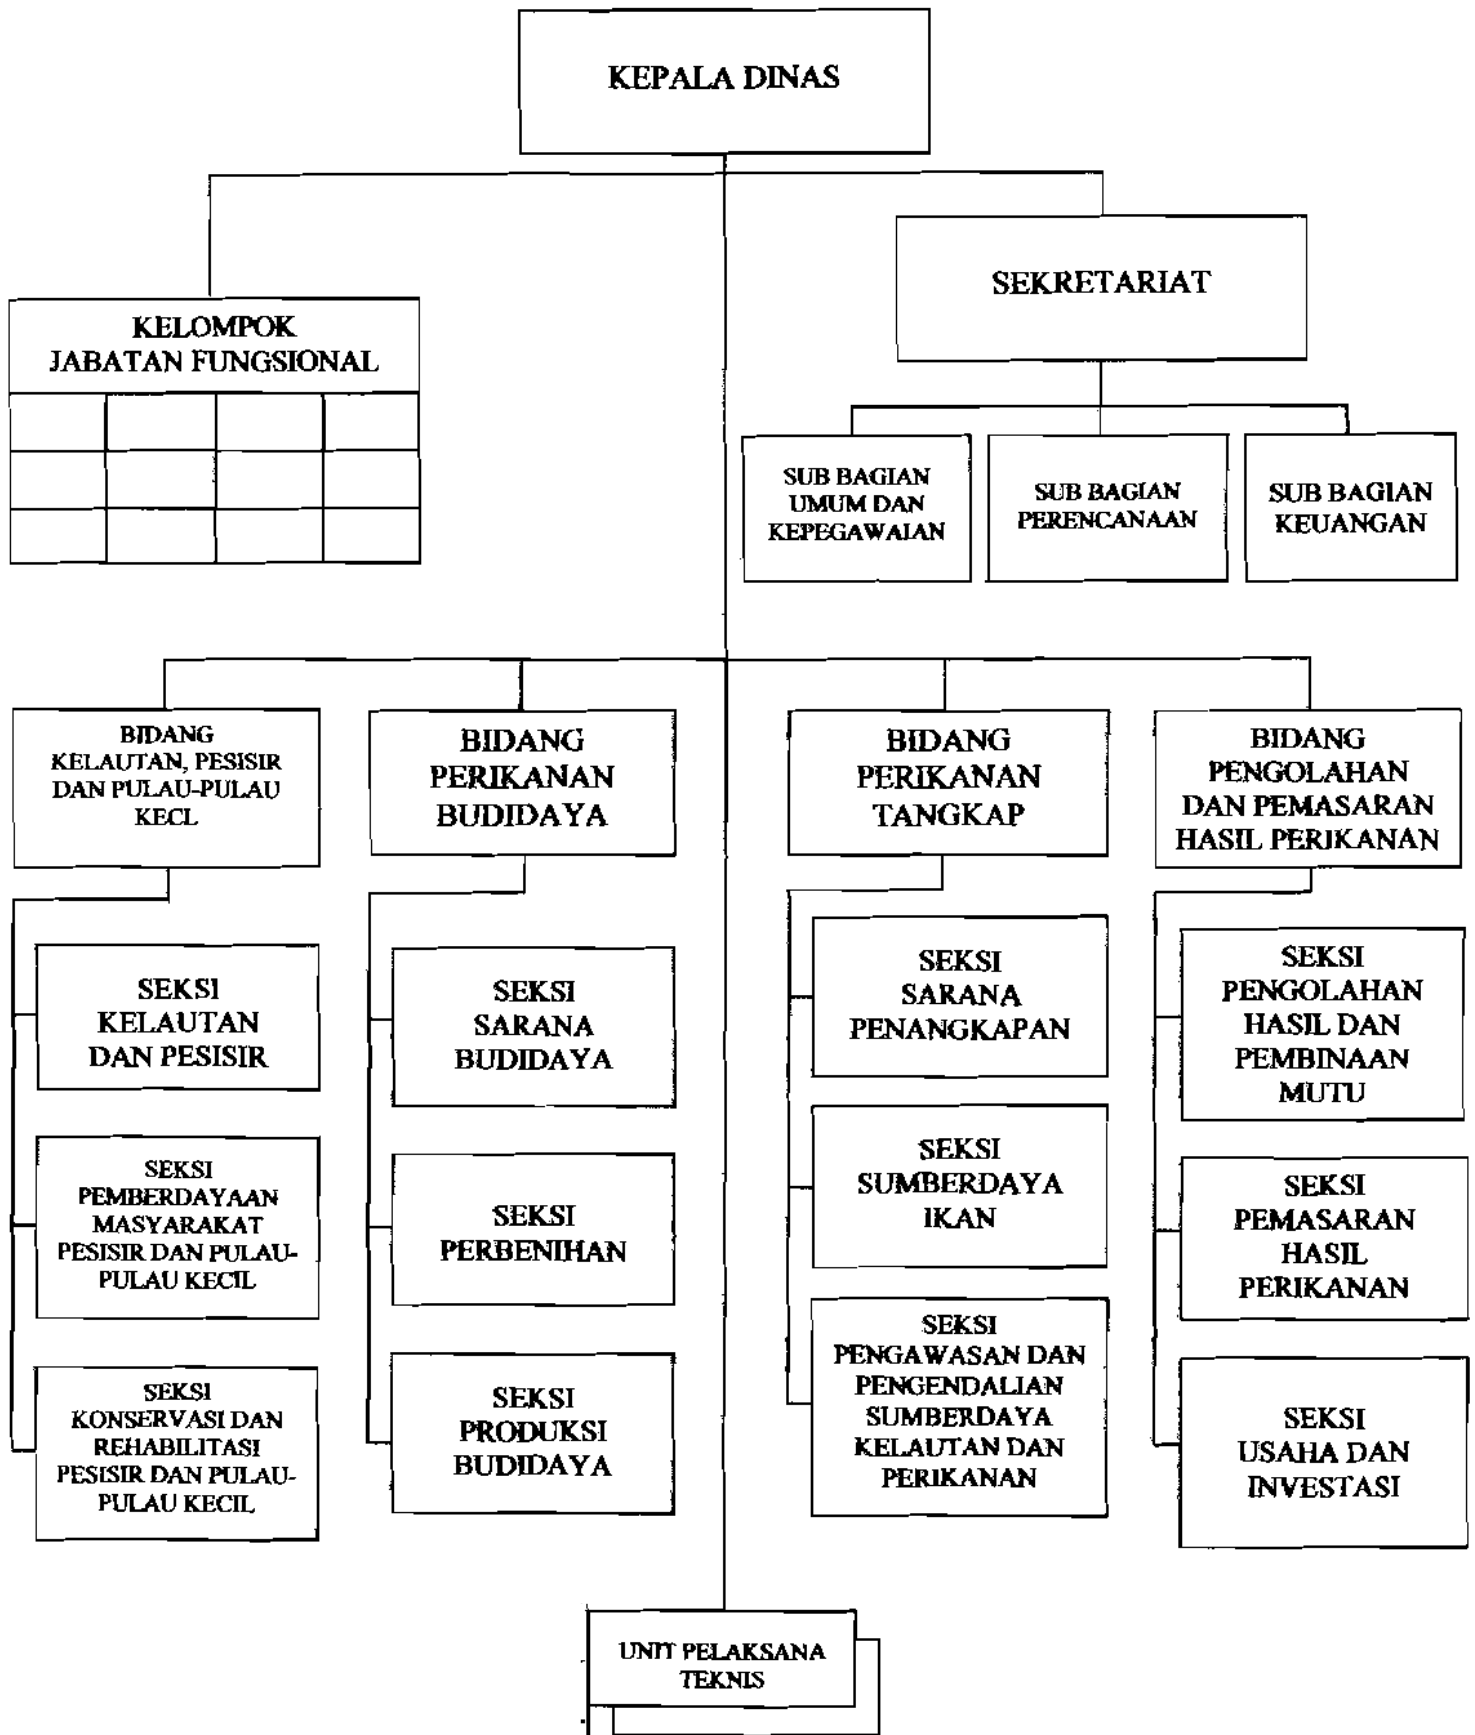 KEPALA DINAS
SEKRETARIAT
KELOMPOK
JABATAN FUNGSIONAL
SUB BAGIAN
UMUM DAN
KEPEGAWAIAN
SUB BAGIAN
PERENCANAAN
SUB BAGIAN
KEUANGAN
BIDANG
KELAUTAN, PESISIR
DAN PULAU-PULAU
KECL
BIDANG
PERIKANAN
BUDIDAYA
BIDANG
PERIKANAN
TANGKAP
BIDANG
PENGOLAHAN
DAN PEMASARAN
HASIL PERIKANAN
SEKSI
KELAUTAN
DAN PESISIR
SEKSI
PEMBERDAYAAN
MASYARAKAT
PESISIR DAN PULAU-
PULAU KECIL
SEKSI
KONSERVASI DAN
REHABILITASI
PESISIR DAN PULAU-
PULAU KECIL
SEKSI
SARANA
BUDIDAYA
SEKSI
PERBENIHAN
SEKSI
PRODUKSI
BUDIDAYA
SEKSI
SARANA
PENANGKAPAN
SEKSI
SUMBERDAYA
IKAN
SEKSI
PENGAWASAN DAN
PENGENDALIAN
SUMBERDAYA
KELAUTAN DAN
PERIKANAN
SEKSI
PENGOLAHAN
HASIL DAN
PEMBINAAN
MUTU
SEKSI
PEMASARAN
HASIL
PERIKANAN
SEKSI
USAHA DAN
INVESTASI
UNIT PELAKSANA
TEKNIS